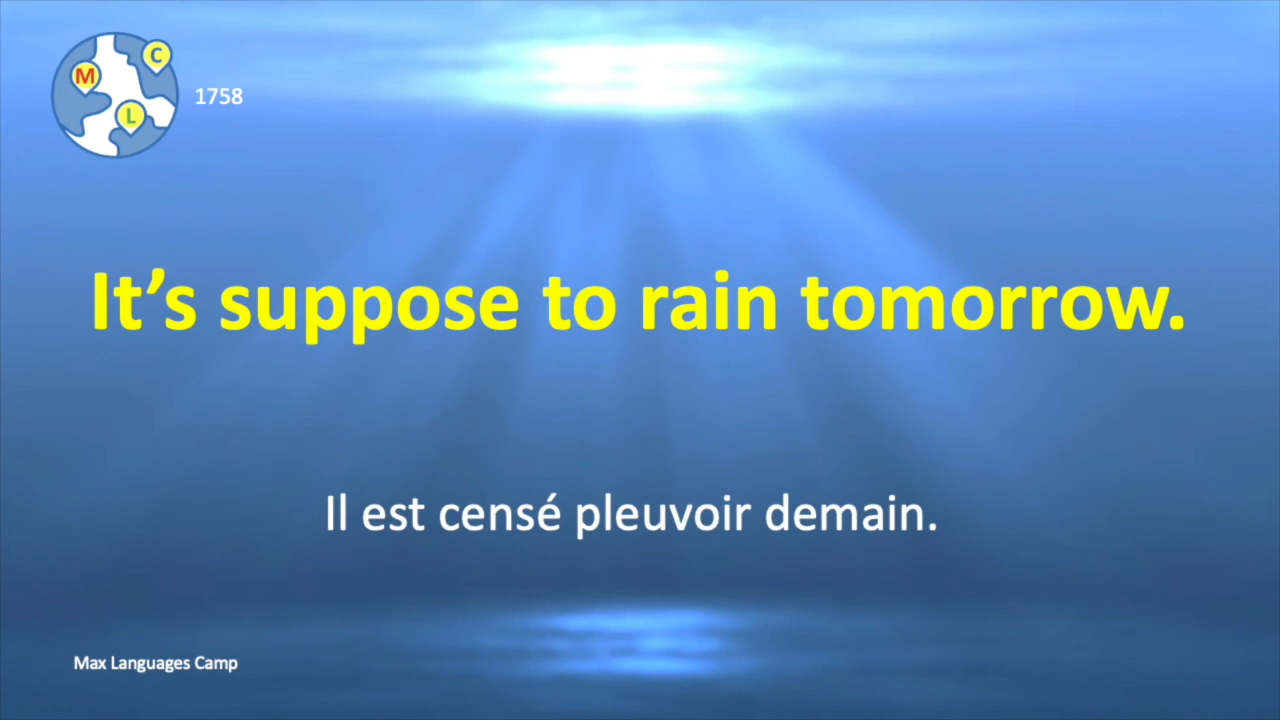 C
M
L
1758
It’s suppose to rain tomorrow.
Il est censé pleuvoir demain.
Max Languages Camp